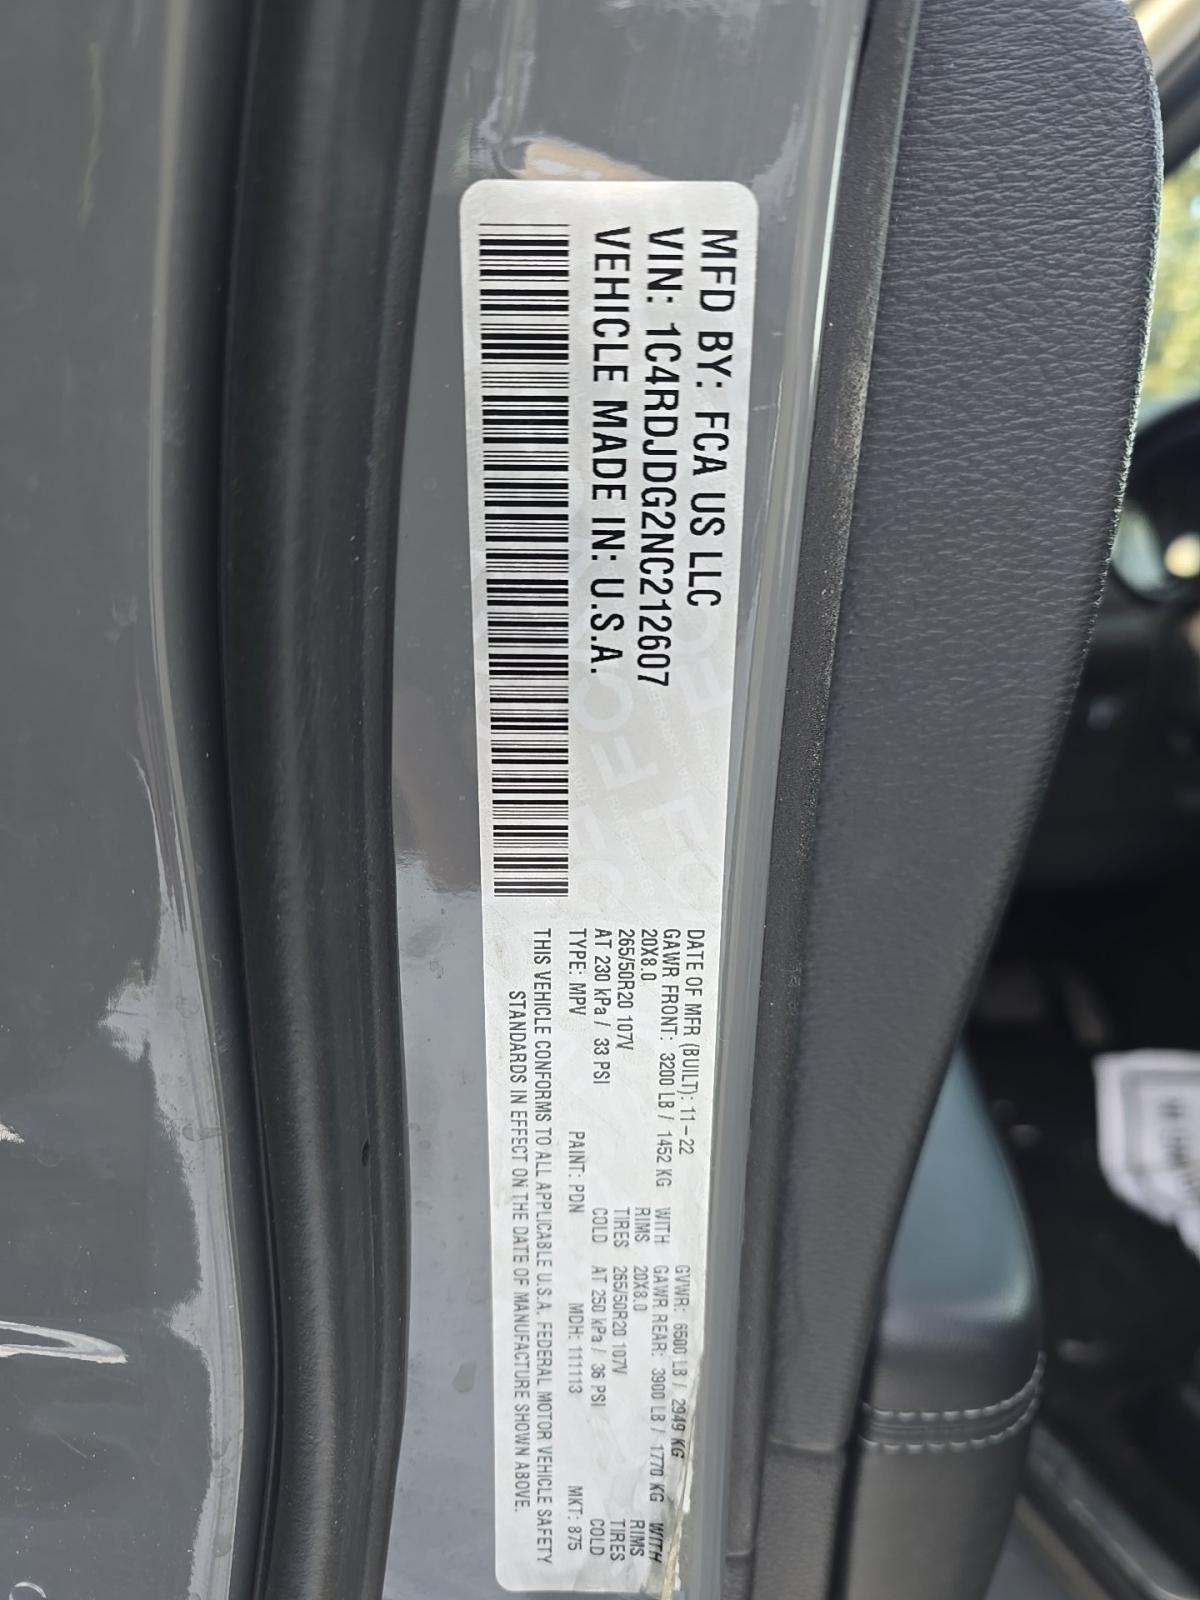 MFD BY: FCA US LLC
VIN: 1C4RDJDG2NC212607
VEHICLE MADE IN: U.S.A.
DATE OF MFR (BUILT): 11-22 GVWR: 6500 LB / 2949 KG
GAWR FRONT: 3200 LB / 1452 KG WITH GAWR REAR: 3900 LB / 1770 KG WITH
20X8.0 RIMS 20X8.0 RIMS
265/50R20 107V TIRES 265/50R20 107V TIRES
AT 230 kPa / 33 PSI COLD AT 250 kPa / 36 PSI COLD
TYPE: MPV PAINT: PDN MDH: 111113 MKT: 875
THIS VEHICLE CONFORMS TO ALL APPLICABLE U.S.A. FEDERAL MOTOR VEHICLE SAFETY
STANDARDS IN EFFECT ON THE DATE OF MANUFACTURE SHOWN ABOVE.